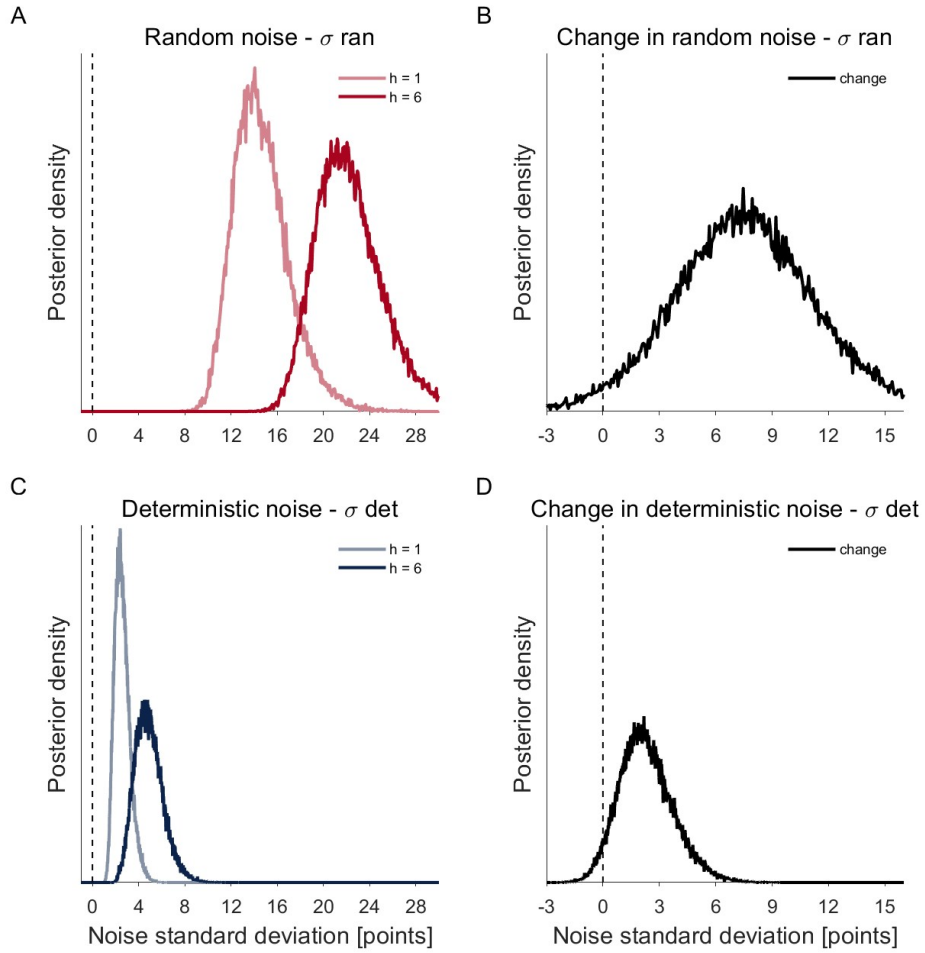 A
Random noise - σ ran
h = 1
h = 6
Posterior density
0 4 8 12 16 20 24 28
B
Change in random noise - σ ran
change
Posterior density
-3 0 3 6 9 12 15
C
Deterministic noise - σ det
h = 1
h = 6
Posterior density
0 4 8 12 16 20 24 28
Noise standard deviation [points]
D
Change in deterministic noise - σ det
change
Posterior density
-3 0 3 6 9 12 15
Noise standard deviation [points]